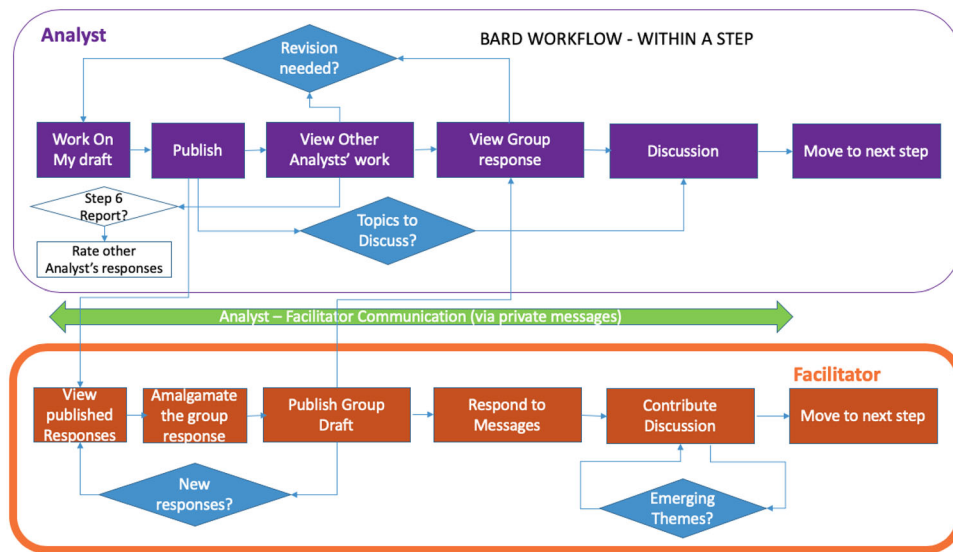 Analyst
BARD WORKFLOW - WITHIN A STEP
Revision
needed?
Work On
My draft
Publish
View Other
Analysts' work
View Group
response
Discussion
Move to next step
Step 6
Report?
Topics to
Discuss?
Rate other
Analyst's responses
Analyst – Facilitator Communication (via private messages)
Facilitator
View
published
Responses
Amalgamate
the group
response
Publish Group
Draft
Respond to
Messages
Contribute
Discussion
Move to next step
New
responses?
Emerging
Themes?